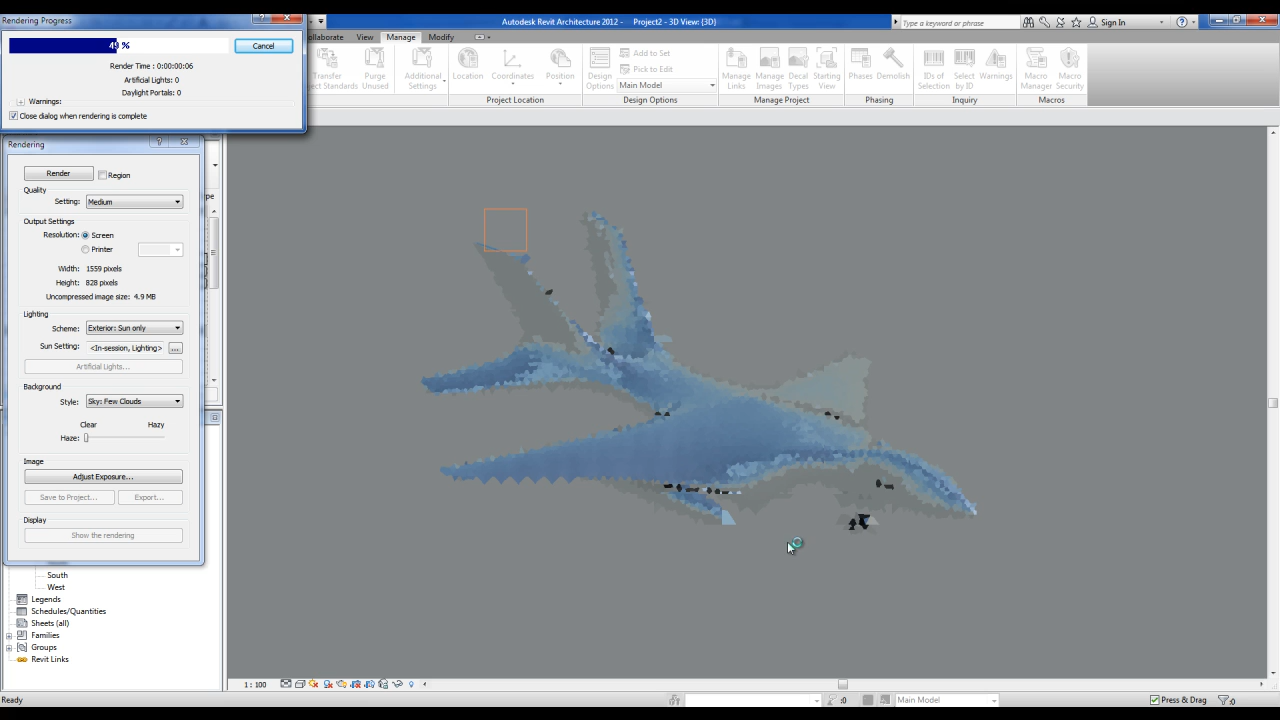 Rendering Progress
Autodesk Revit Architecture 2012 - Project2 - 3D View: {3D}
Type a keyword or phrase
Sign In
49 %
Cancel
Render Time : 0:00:00:06
Artificial Lights: 0
Daylight Portals: 0
Warnings:
Close dialog when rendering is complete
View Manage Modify
Transfer
Purge Unused
Additional Settings
Location
Coordinates
Position
Project Location
Design Options
Add to Set
Pick to Edit
Main Model
Design Options
Manage Links
Manage Images
Decal Types
Starting View
Manage Project
Phases
Demolish
Phasing
IDs of Selection
Select by ID
Warnings
Inquiry
Macro Manager
Macro Security
Macros
Rendering
Render
Region
Quality
Setting: Medium
Output Settings
Resolution: Screen
Printer
Width: 1559 pixels
Height: 828 pixels
Uncompressed image size: 4.9 MB
Lighting
Scheme: Exterior: Sun only
Sun Setting: <In-session, Lighting> ...
Artificial Lights...
Background
Style: Sky: Few Clouds
Clear Hazy
Haze:
Image
Adjust Exposure...
Save to Project... Export...
Display
Show the rendering
South
West
Legends
Schedules/Quantities
Sheets (all)
Families
Groups
Revit Links
1 : 100
Ready
:0
Main Model
Press & Drag
:0